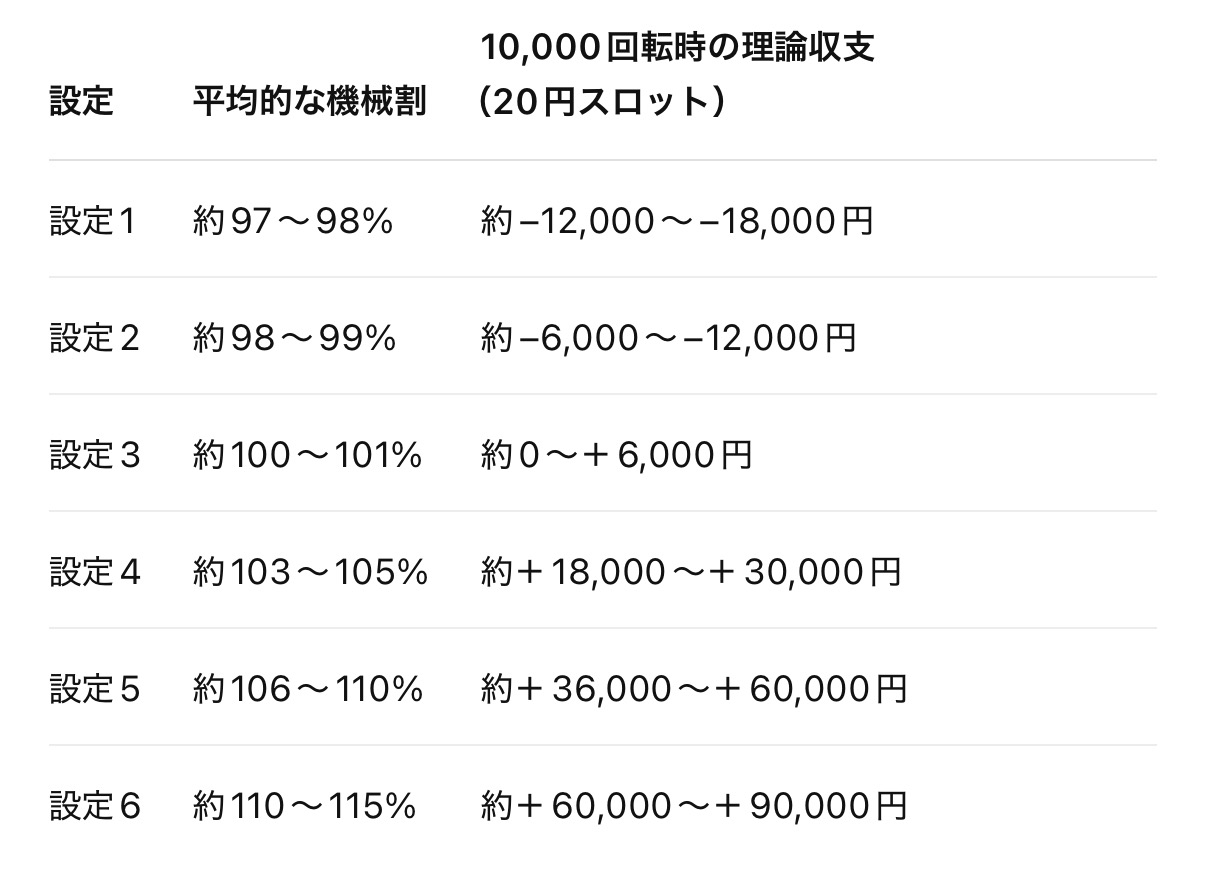 設定 平均的な機械割 10,000回転時の理論収支
（20円スロット）
設定1 約97〜98% 約−12,000〜−18,000円
設定2 約98〜99% 約−6,000〜−12,000円
設定3 約100〜101% 約0〜＋6,000円
設定4 約103〜105% 約＋18,000〜＋30,000円
設定5 約106〜110% 約＋36,000〜＋60,000円
設定6 約110〜115% 約＋60,000〜＋90,000円